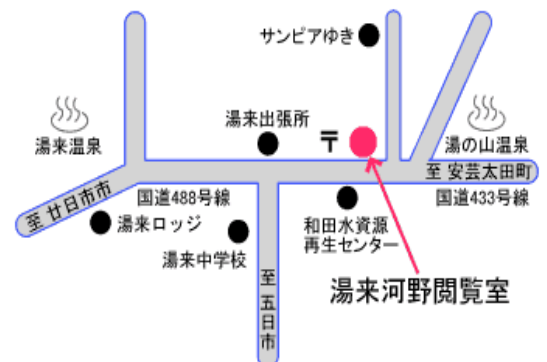 サンピアゆき
湯来出張所
〒
湯来温泉
湯の山温泉
至 安芸太田町
至 廿日市市
国道488号線
国道433号線
湯来ロッジ
和田水資源
再生センター
湯来中学校
湯来河野閲覧室
至 五日市